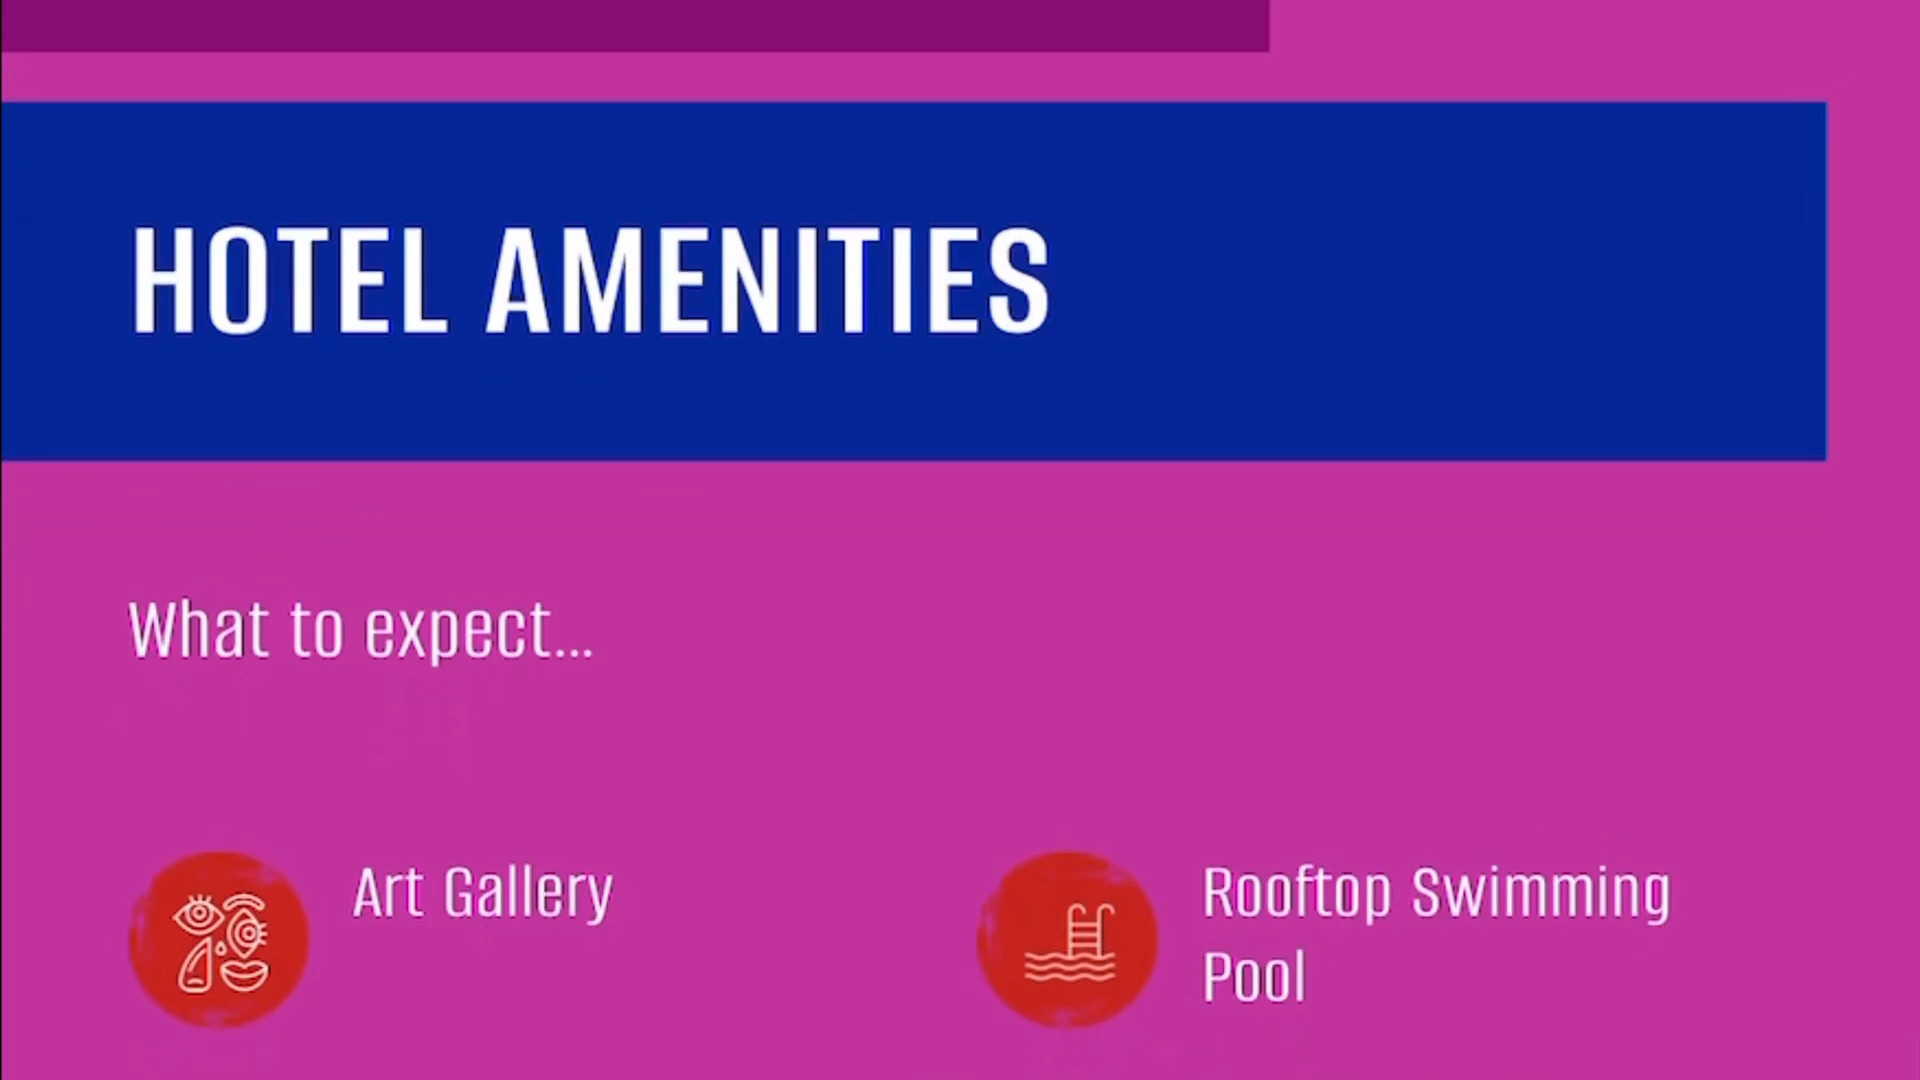 HOTEL AMENITIES
What to expect...
Art Gallery
Rooftop Swimming
Pool